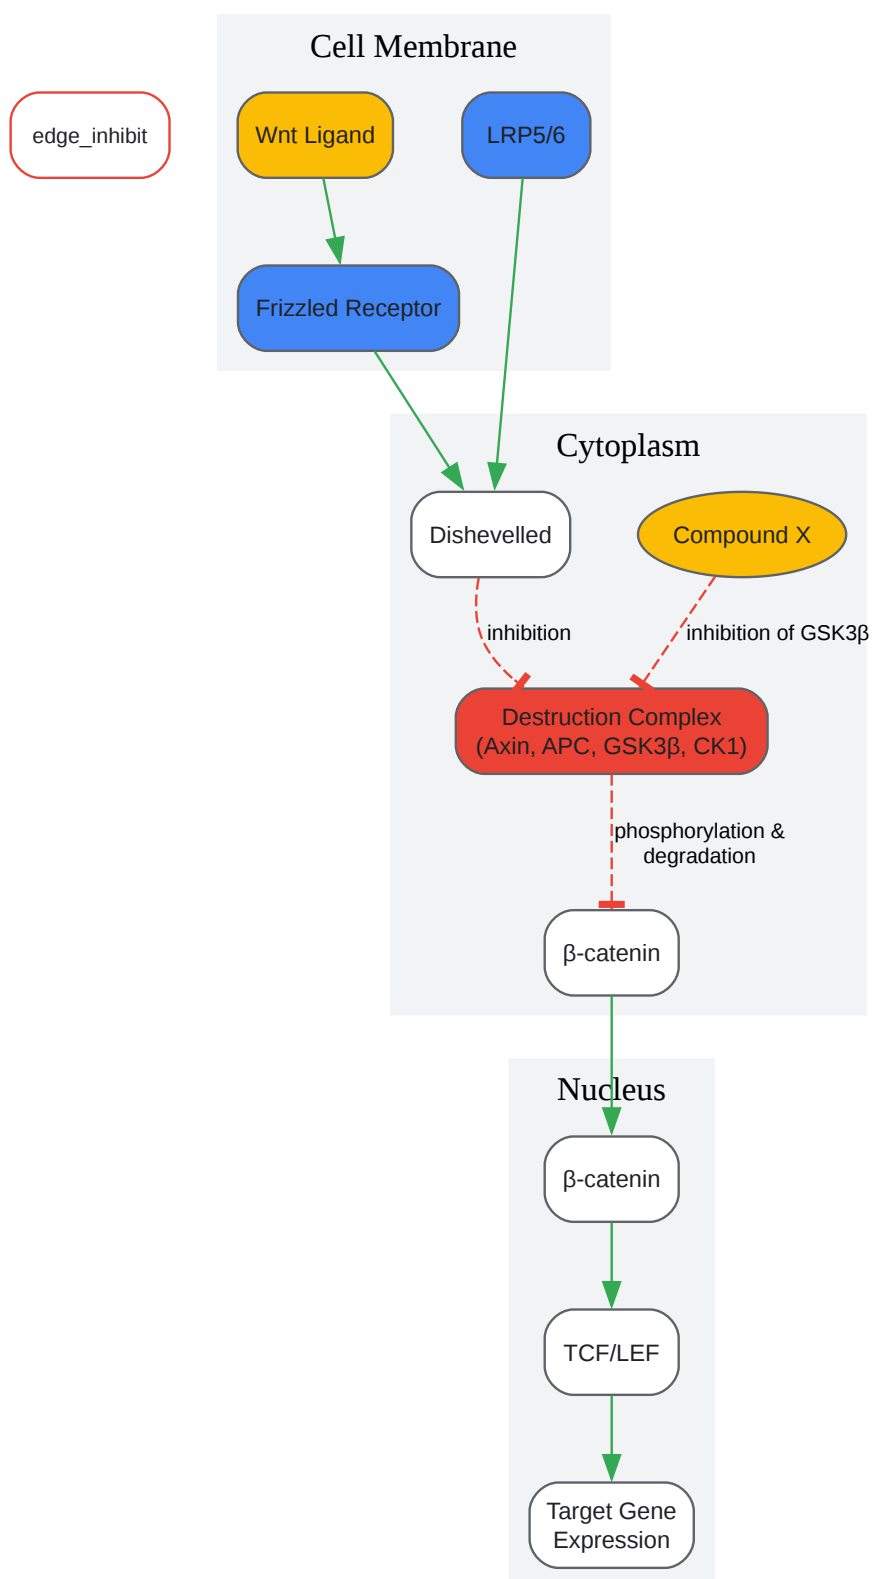 Cell Membrane
edge_inhibit
Wnt Ligand
LRP5/6
Frizzled Receptor
Cytoplasm
Dishevelled
Compound X
inhibition
inhibition of GSK3β
Destruction Complex
(Axin, APC, GSK3β, CK1)
phosphorylation &
degradation
β-catenin
Nucleus
β-catenin
TCF/LEF
Target Gene
Expression